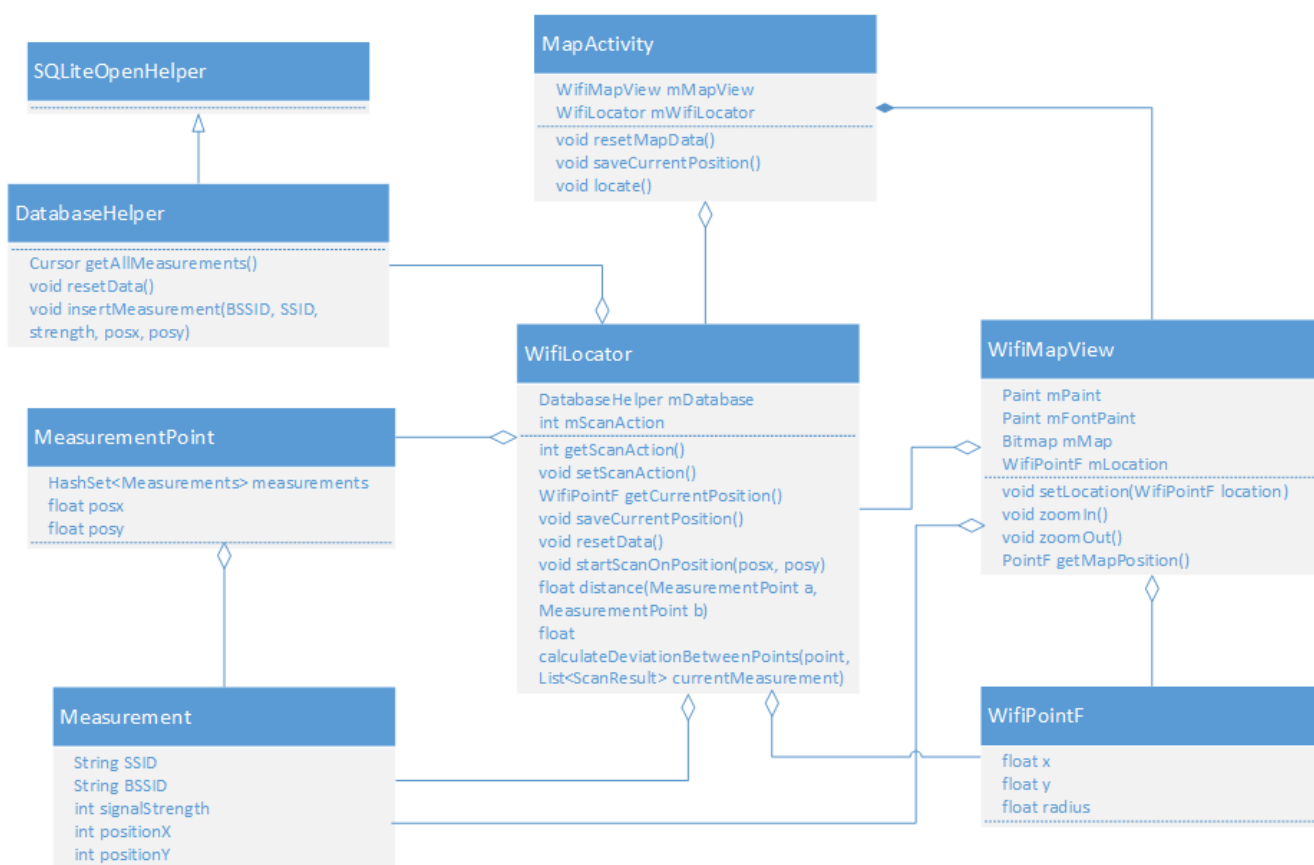 SQLiteOpenHelper
MapActivity
WifiMapView mMapView
WifiLocator mWifiLocator
void resetMapData()
void saveCurrentPosition()
void locate()
DatabaseHelper
Cursor getAllMeasurements()
void resetData()
void insertMeasurement(BSSID, SSID,
strength, posx, posy)
WifiLocator
DatabaseHelper mDatabase
int mScanAction
int getScanAction()
void setScanAction()
WifiPointF getCurrentPosition()
void saveCurrentPosition()
void resetData()
void startScanOnPosition(posx, posy)
float distance(MeasurementPoint a,
MeasurementPoint b)
float
calculateDeviationBetweenPoints(point,
List<ScanResult> currentMeasurement)
WifiMapView
Paint mPaint
Paint mFontPaint
Bitmap mMap
WifiPointF mLocation
void setLocation(WifiPointF location)
void zoomIn()
void zoomOut()
PointF getMapPosition()
MeasurementPoint
HashSet<Measurements> measurements
float posx
float posy
Measurement
String SSID
String BSSID
int signalStrength
int positionX
int positionY
WifiPointF
float x
float y
float radius